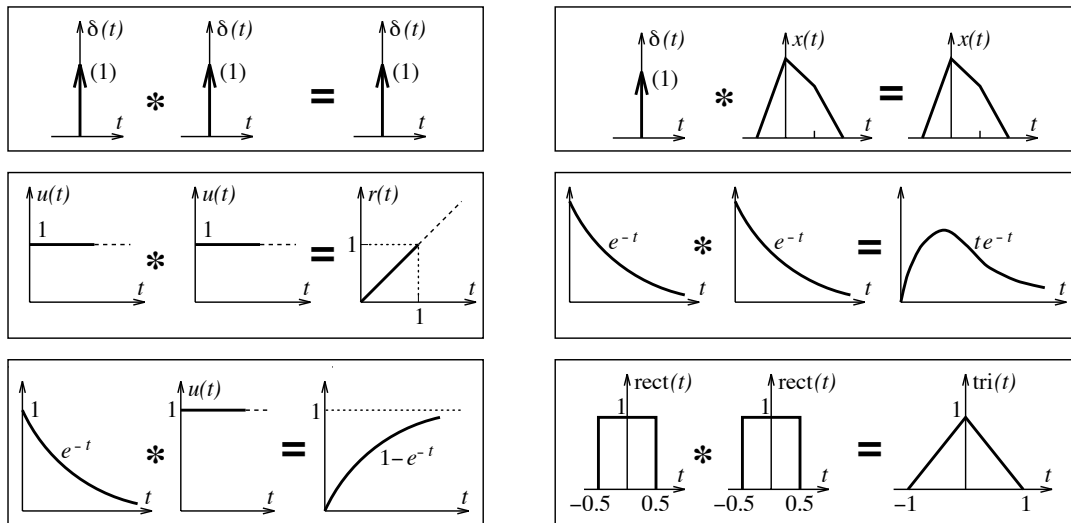 δ(t) δ(t) δ(t)
(1) (1) (1)
* =
t t t
δ(t) x(t) x(t)
(1)
* =
t t t
u(t) u(t) r(t)
1 1 1
* =
t t t
1
e^{-t} e^{-t} te^{-t}
* =
t t t
u(t)
1 1 1
e^{-t} * = 1-e^{-t}
t t t
rect(t) rect(t) tri(t)
1 1 1
* =
t t t
-0.5 0.5 -0.5 0.5 -1 1